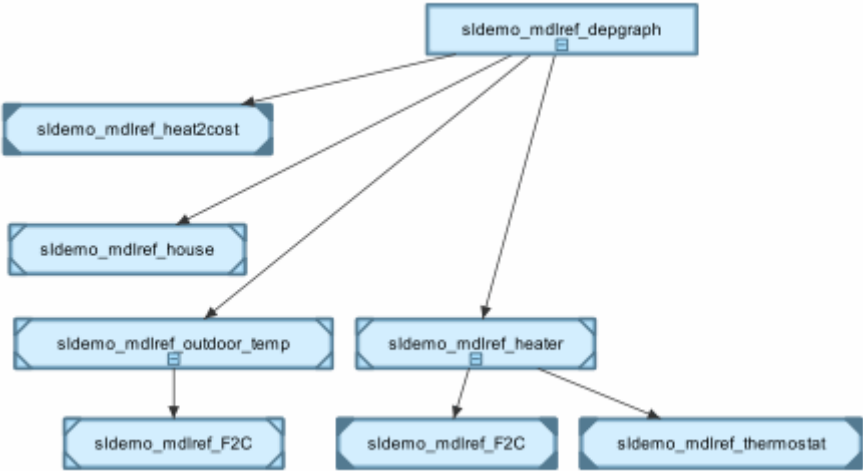 sldemo_mdlref_depgraph
sldemo_mdlref_heat2cost
sldemo_mdlref_house
sldemo_mdlref_outdoor_temp
sldemo_mdlref_heater
sldemo_mdlref_F2C
sldemo_mdlref_F2C
sldemo_mdlref_thermostat